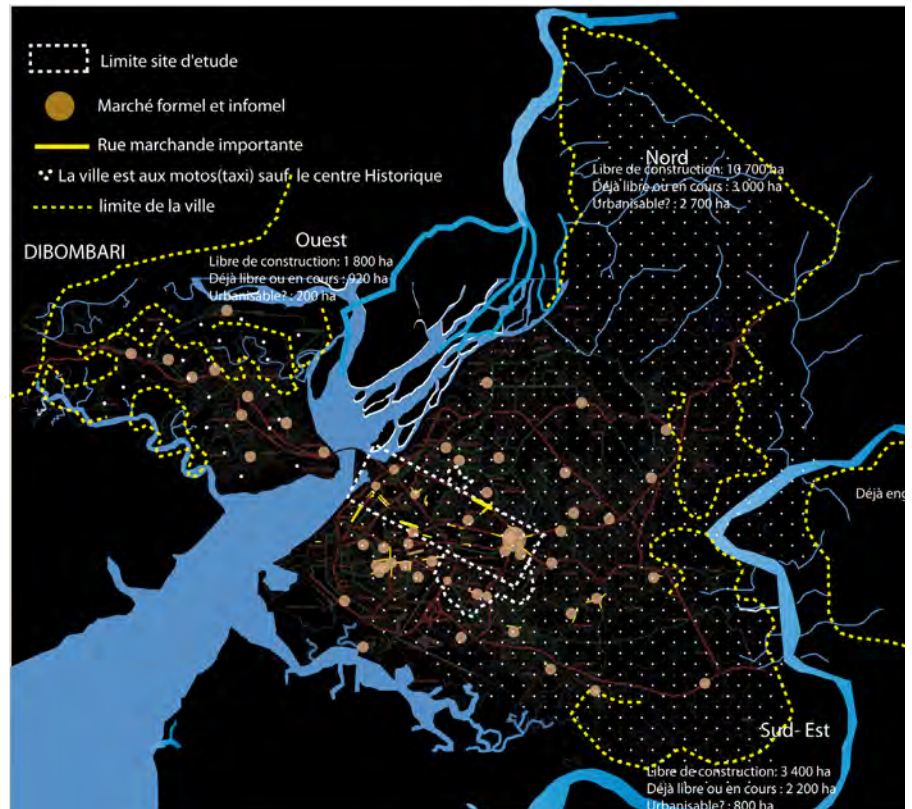 Limite site d'etude
Marché formel et infomel
Rue marchande importante
La ville est aux motos(taxi) sauf le centre Historique
limite de la ville
DIBOMBARI
Ouest
Libre de construction: 1 800 ha
Déjà libre ou en cours : 920 ha
Urbanisable? : 200 ha
Nord
Libre de construction: 10 700 ha
Déjà libre ou en cours : 3 000 ha
Urbanisable? : 2 700 ha
Déjà eng
Sud- Est
Libre de construction: 3 400 ha
Déjà libre ou en cours : 2 200 ha
Urbanisable? : 800 ha